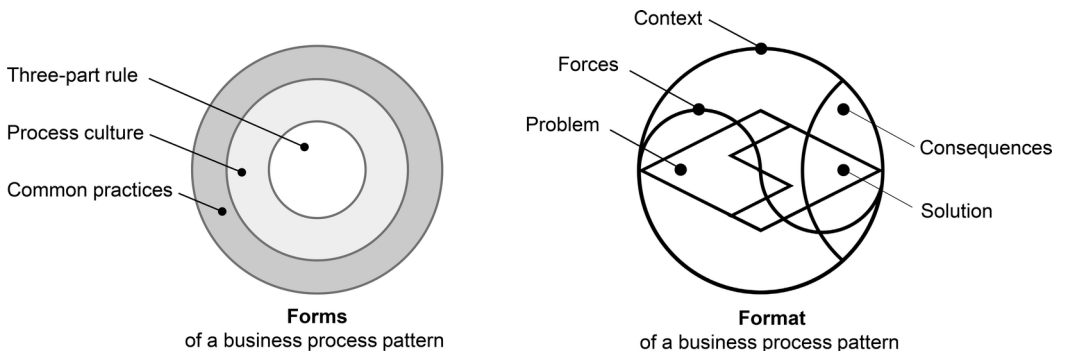 Three-part rule
Process culture
Common practices
Forms
of a business process pattern
Context
Forces
Problem
Consequences
Solution
Format
of a business process pattern